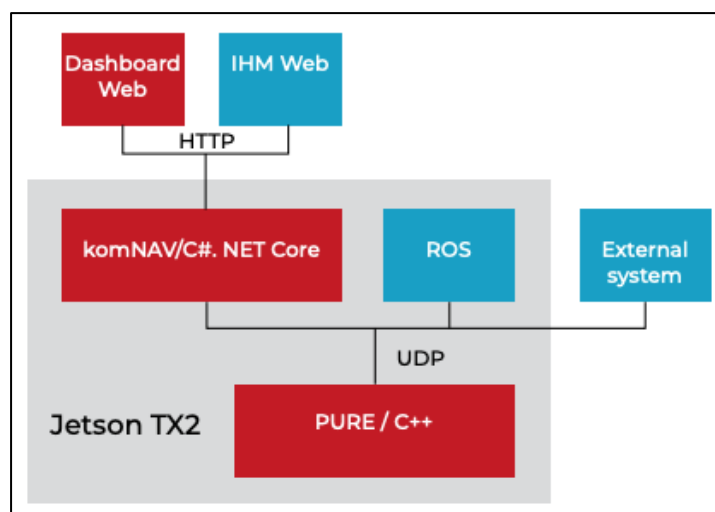 Dashboard
Web
IHM Web
HTTP
komNAV/C#. NET Core
ROS
External
system
UDP
Jetson TX2
PURE / C++